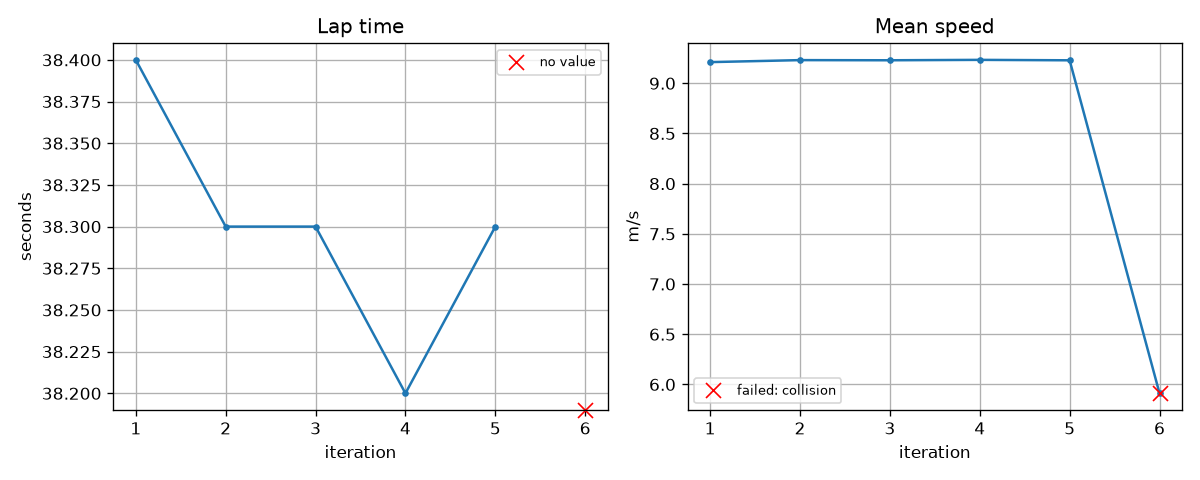 Lap time
38.400
38.375
38.350
38.325
38.300
38.275
38.250
38.225
38.200
seconds
no value
1 2 3 4 5 6
iteration
Mean speed
9.0
8.5
8.0
7.5
7.0
6.5
6.0
m/s
failed: collision
1 2 3 4 5 6
iteration